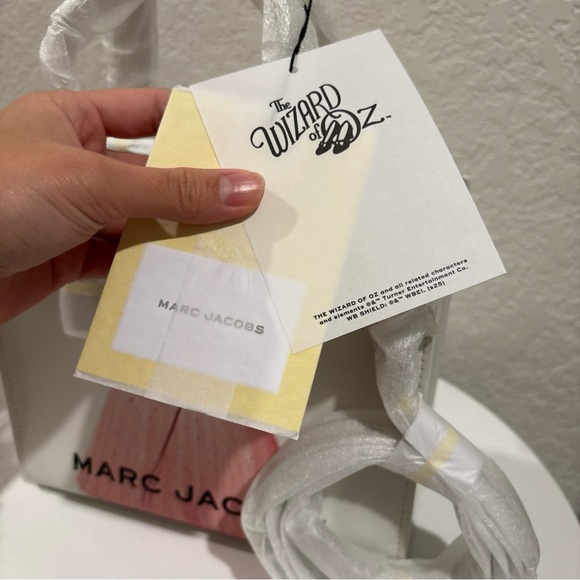 The
WIZARD
of OZ™
THE WIZARD OF OZ and all related characters
and elements ©&™ Turner Entertainment Co.
WB SHIELD: ©&™ WBEI. (s25)
MARC JACOBS
MARC JAC